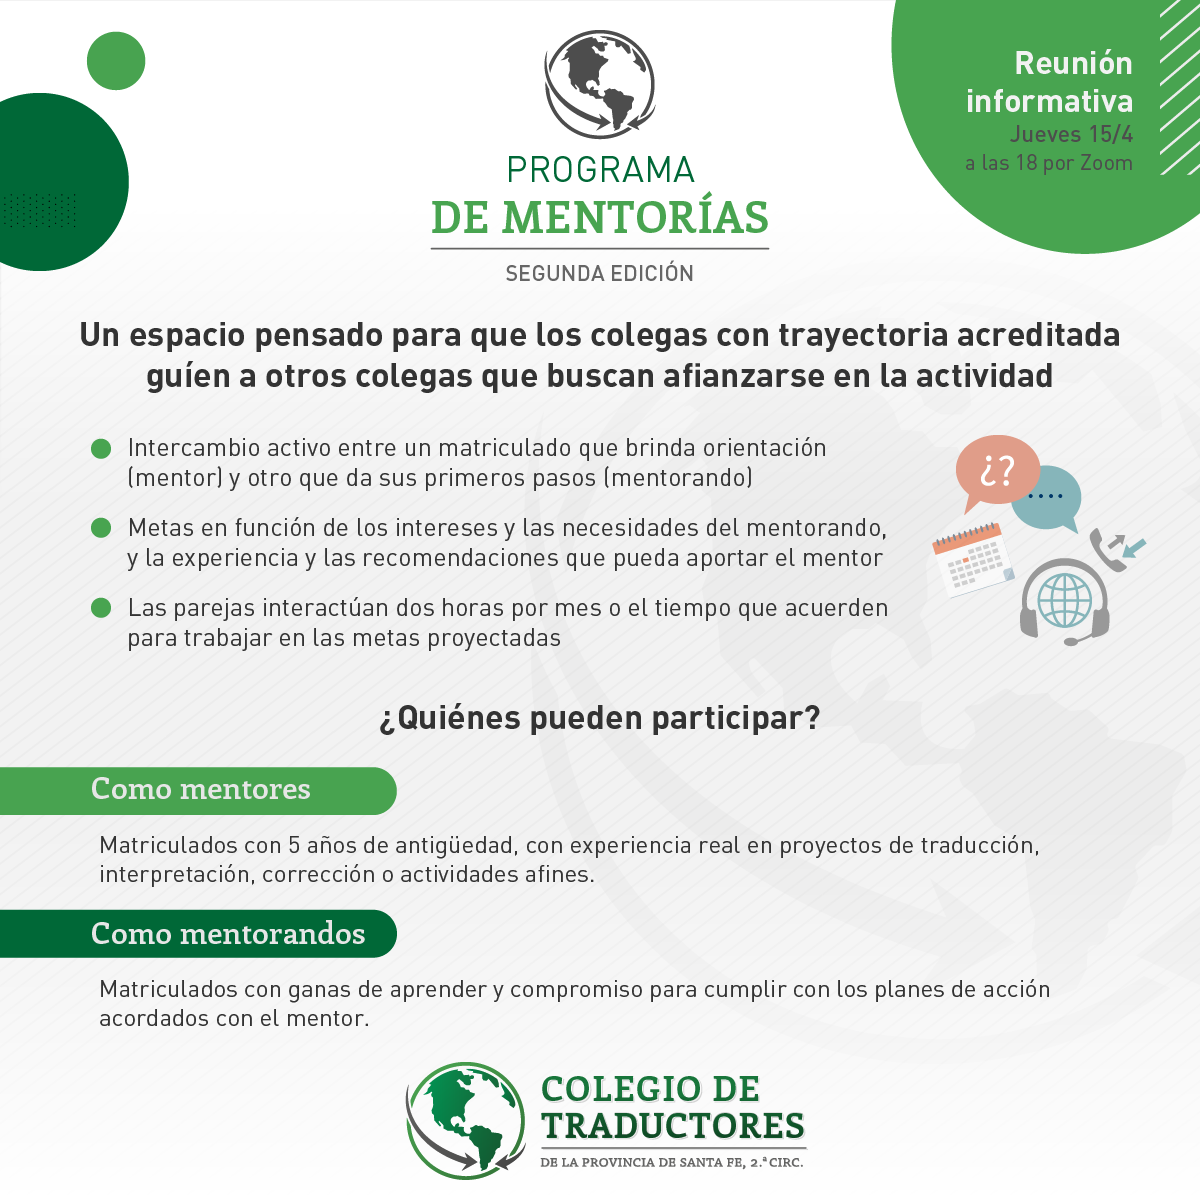 PROGRAMA
DE MENTORÍAS
SEGUNDA EDICIÓN
Reunión
informativa
Jueves 15/4
a las 18 por Zoom
Un espacio pensado para que los colegas con trayectoria acreditada
guíen a otros colegas que buscan afianzarse en la actividad
Intercambio activo entre un matriculado que brinda orientación
(mentor) y otro que da sus primeros pasos (mentorando)
Metas en función de los intereses y las necesidades del mentorando,
y la experiencia y las recomendaciones que pueda aportar el mentor
Las parejas interactúan dos horas por mes o el tiempo que acuerden
para trabajar en las metas proyectadas
¿?
....
¿Quiénes pueden participar?
Como mentores
Matriculados con 5 años de antigüedad, con experiencia real en proyectos de traducción,
interpretación, corrección o actividades afines.
Como mentorandos
Matriculados con ganas de aprender y compromiso para cumplir con los planes de acción
acordados con el mentor.
COLEGIO DE
TRADUCTORES
DE LA PROVINCIA DE SANTA FE, 2.ª CIRC.